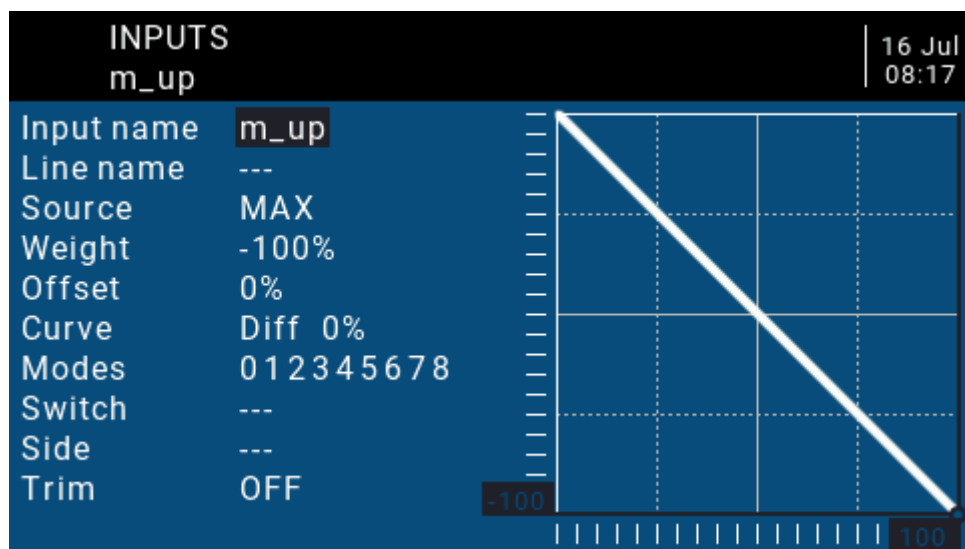 INPUTS
m_up
16 Jul
08:17
Input name m_up
Line name ---
Source MAX
Weight -100%
Offset 0%
Curve Diff 0%
Modes 012345678
Switch ---
Side ---
Trim OFF
-100
100